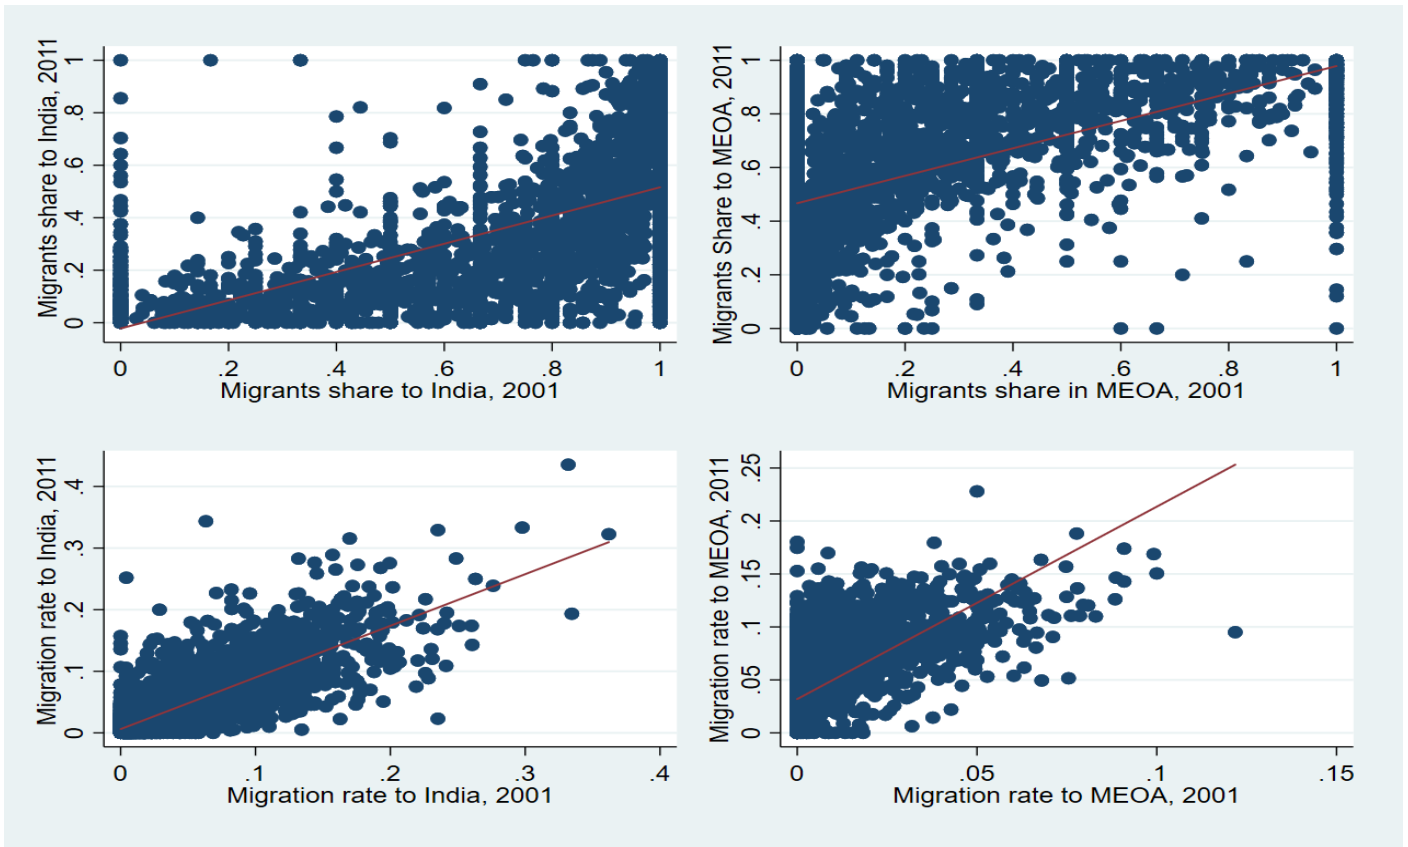 Migrants share to India, 2011
1
.8
.6
.4
.2
0
0 .2 .4 .6 .8 1
Migrants share to India, 2001
Migrants Share to MEOA, 2011
1
.8
.6
.4
.2
0
0 .2 .4 .6 .8 1
Migrants share in MEOA, 2001
Migration rate to India, 2011
.4
.3
.2
.1
0
0 .1 .2 .3 .4
Migration rate to India, 2001
Migration rate to MEOA, 2011
.25
.2
.15
.1
.05
0
0 .05 .1 .15
Migration rate to MEOA, 2001